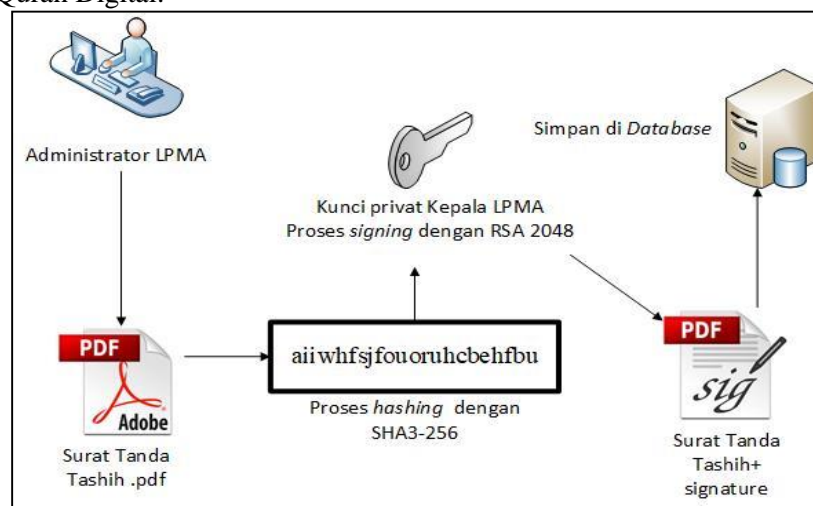 Quran Digital.
Administrator LPMA
Simpan di Database
Kunci privat Kepala LPMA
Proses signing dengan RSA 2048
PDF
Adobe
Surat Tanda
Tashih .pdf
aiiwhfsjfouoruhcbehfbu
Proses hashing dengan
SHA3-256
PDF
sig
Surat Tanda
Tashih+
signature